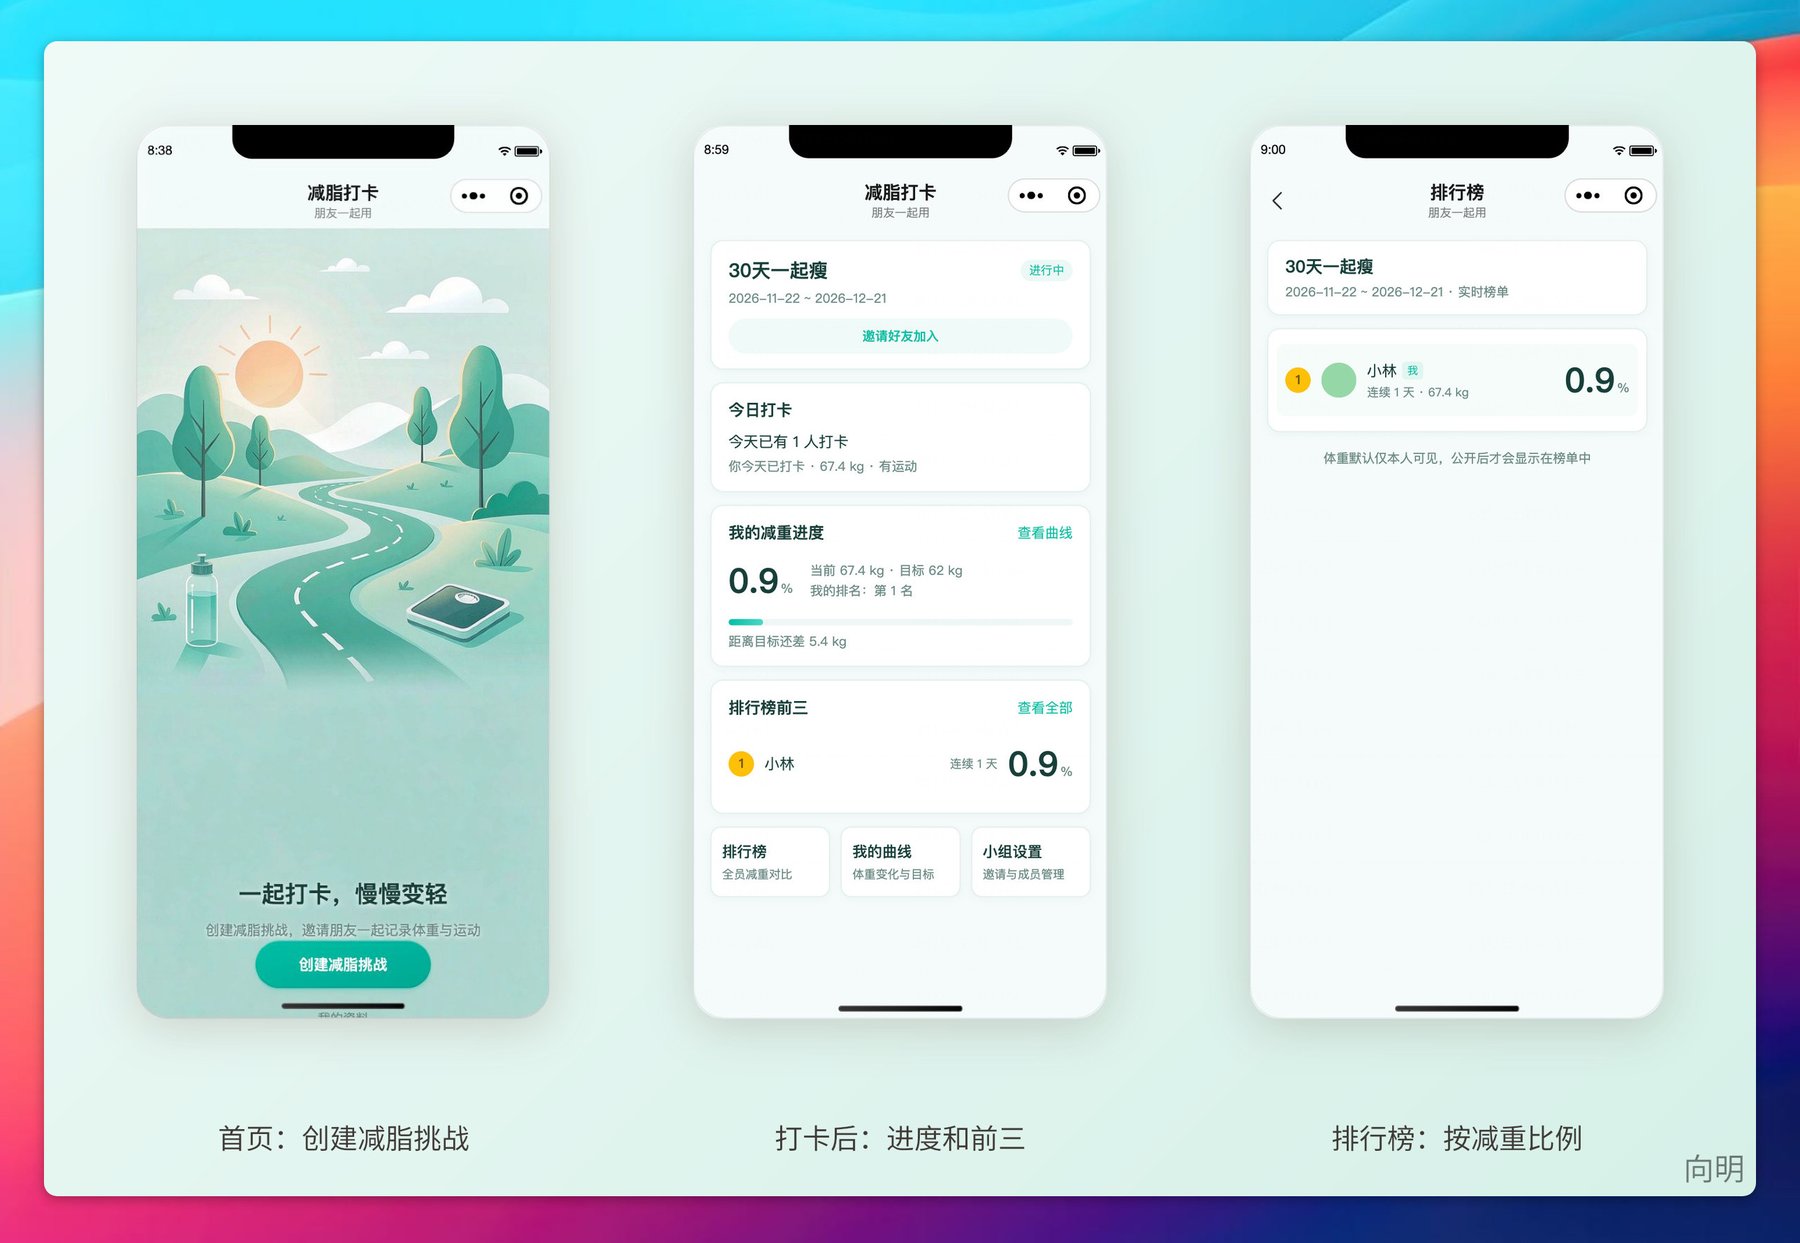 8:38
减脂打卡
朋友一起用
一起打卡，慢慢变轻
创建减脂挑战，邀请朋友一起记录体重与运动
创建减脂挑战
我的资料
首页：创建减脂挑战
8:59
减脂打卡
朋友一起用
30天一起瘦
进行中
2026-11-22 ~ 2026-12-21
邀请好友加入
今日打卡
今天已有 1 人打卡
你今天已打卡 · 67.4 kg · 有运动
我的减重进度
查看曲线
0.9%
当前 67.4 kg · 目标 62 kg
我的排名：第 1 名
距离目标还差 5.4 kg
排行榜前三
查看全部
1 小林 连续 1 天 0.9%
排行榜
全员减重对比
我的曲线
体重变化与目标
小组设置
邀请与成员管理
打卡后：进度和前三
9:00
排行榜
朋友一起用
30天一起瘦
2026-11-22 ~ 2026-12-21 · 实时榜单
1
小林 我
连续 1 天 · 67.4 kg
0.9%
体重默认仅本人可见，公开后才会显示在榜单中
排行榜：按减重比例
向明